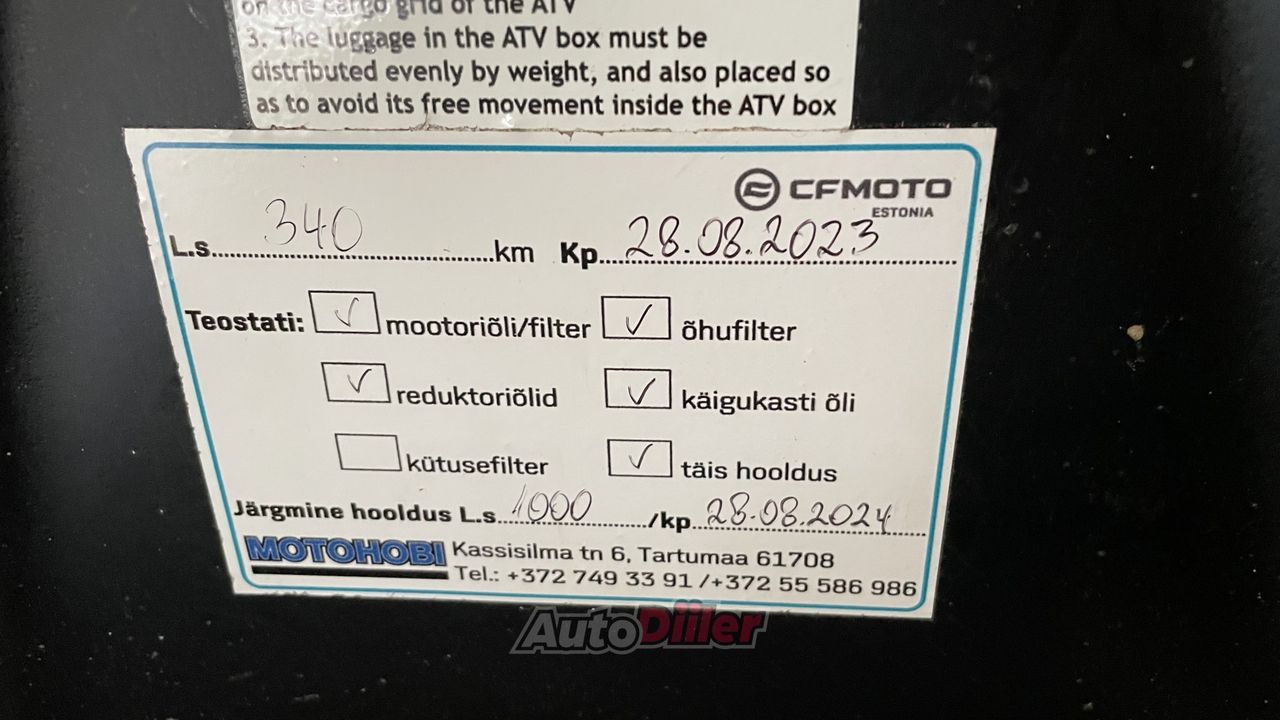 on the cargo grid of the ATV
3. The luggage in the ATV box must be
distributed evenly by weight, and also placed so
as to avoid its free movement inside the ATV box
CFMOTO
ESTONIA
L.s. 340 km Kp. 28.08.2023
Teostati: ✓ mootoriõli/filter ✓ õhufilter
✓ reduktoriõlid ✓ käigukasti õli
kütusefilter ✓ täis hooldus
Järgmine hooldus L.s. 1000 /kp. 28.08.2024
MOTOHOBI Kassisilma tn 6, Tartumaa 61708
Tel.: +372 749 33 91 /+372 55 586 986
AutoDiiler